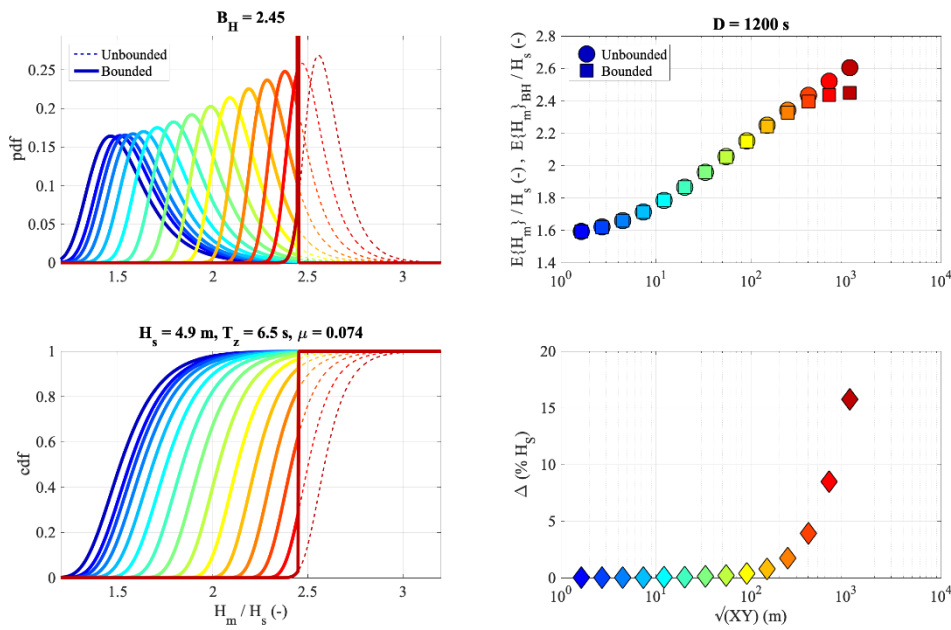 B_H = 2.45
Unbounded
Bounded
pdf
0.25
0.2
0.15
0.1
0.05
0
1.5 2 2.5 3
D = 1200 s
Unbounded
Bounded
E{H_m} / H_s (-) , E{H_m}_BH / H_s (-)
2.8
2.6
2.4
2.2
2
1.8
1.6
1.4
10^0 10^1 10^2 10^3 10^4
H_s = 4.9 m, T_z = 6.5 s, μ = 0.074
cdf
1
0.8
0.6
0.4
0.2
0
1.5 2 2.5 3
H_m / H_s (-)
Δ (% H_S)
20
15
10
5
0
10^0 10^1 10^2 10^3 10^4
√(XY) (m)